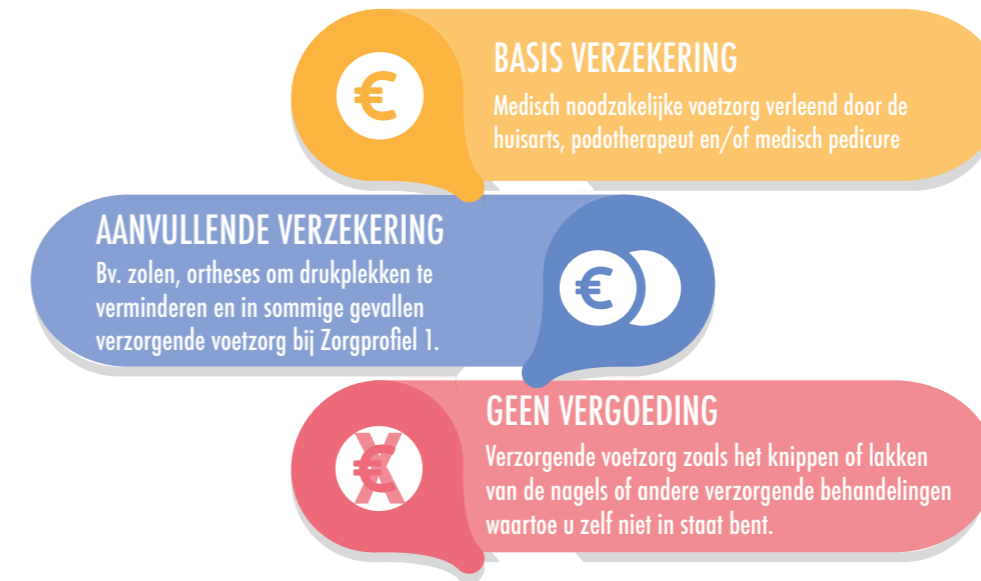 €
BASIS VERZEKERING
Medisch noodzakelijke voetzorg verleend door de
huisarts, podotherapeut en/of medisch pedicure
AANVULLENDE VERZEKERING
Bv. zolen, ortheses om drukplekken te
verminderen en in sommige gevallen
verzorgende voetzorg bij Zorgprofiel 1.
€
X€
GEEN VERGOEDING
Verzorgende voetzorg zoals het knippen of lakken
van de nagels of andere verzorgende behandelingen
waartoe u zelf niet in staat bent.